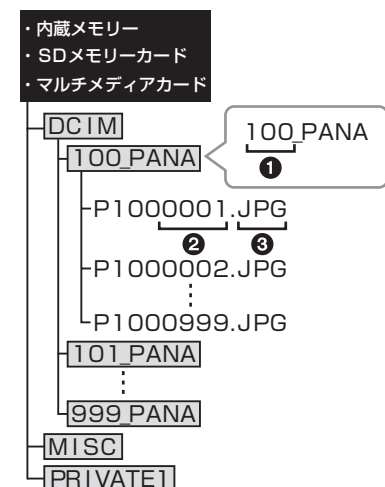 ・内蔵メモリー
・SDメモリーカード
・マルチメディアカード
DCIM
100_PANA
100_PANA
❶
P1000001.JPG
❷ ❸
P1000002.JPG
P1000999.JPG
101_PANA
999_PANA
MISC
PRIVATE1